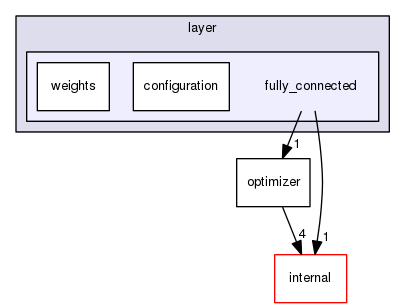 layer
weights configuration fully_connected
1
optimizer
4 1
internal